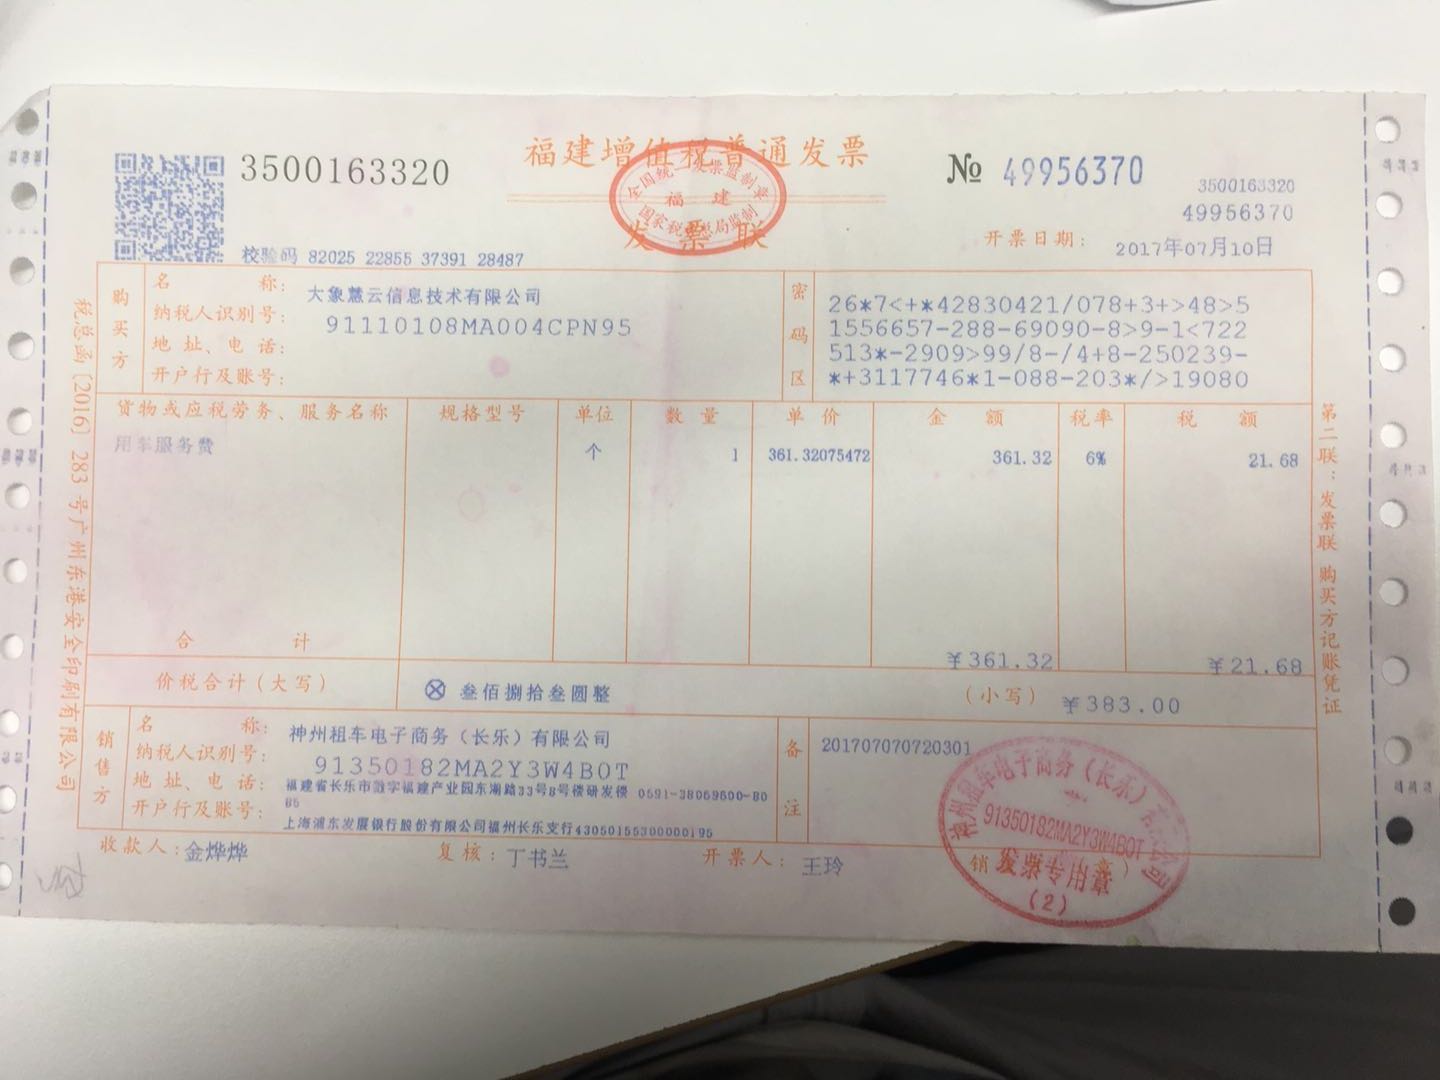 3500163320
福建增值税普通发票
全国统一发票监制章
福建
国家税务总局监制
发票联
№ 49956370
3500163320
49956370
校验码 82025 22855 37391 28487
开票日期: 2017年07月10日
购买方
名称: 大象慧云信息技术有限公司
纳税人识别号: 91110108MA004CPN95
地址、电话:
开户行及账号:
密码区
26*7<+*42830421/078+3+>48>5
1556657-288-69090-8>9-1<722
513*-2909>99/8-/4+8-250239-
*+3117746*1-088-203*/>19080
货物或应税劳务、服务名称 规格型号 单位 数量 单价 金额 税率 税额
用车服务费 个 1 361.32075472 361.32 6% 21.68
合计 ¥361.32 ¥21.68
价税合计(大写) ⊗ 叁佰捌拾叁圆整 (小写) ¥383.00
销售方
名称: 神州租车电子商务(长乐)有限公司
纳税人识别号: 91350182MA2Y3W4B0T
地址、电话: 福建省长乐市数字福建产业园东湖路33号8号楼研发楼 0591-38069600-80
85
开户行及账号: 上海浦东发展银行股份有限公司福州长乐支行43050155300000195
备注
201707070720301
收款人: 金烨烨 复核: 丁书兰 开票人: 王玲 销
神州租车电子商务(长乐)有限公司
91350182MA2Y3W4B0T
发票专用章
(2)
税总函[2016]283号广州东港安全印刷有限公司
第二联:发票联 购买方记账凭证